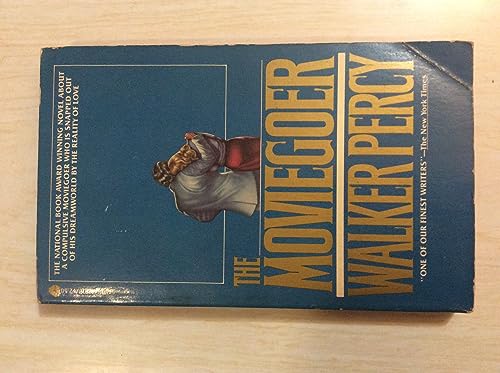 THE NATIONAL BOOK AWARD WINNING NOVEL ABOUT
A COMPULSIVE MOVIEGOER WHO IS SNAPPED OUT
OF HIS DREAMWORLD BY THE REALITY OF LOVE
THE
MOVIEGOER
WALKER PERCY
"ONE OF OUR FINEST WRITERS"—The New York Times